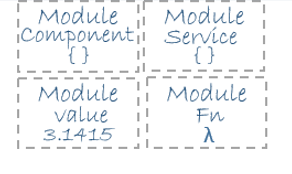 Module Module
Component Service
{ } { }
Module Module
value Fn
3.1415 λ